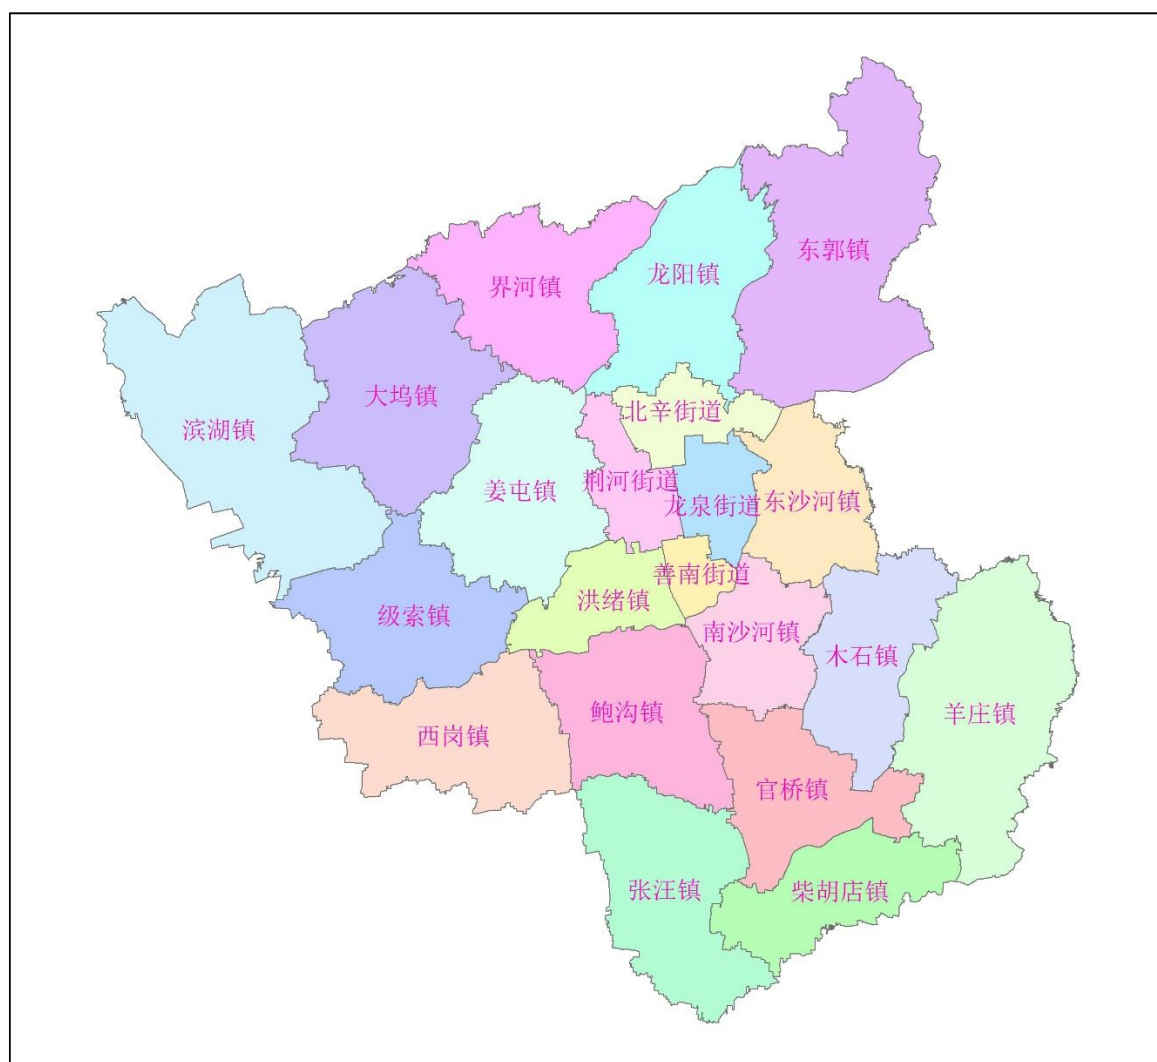 东郭镇
龙阳镇
界河镇
大坞镇
北辛街道
滨湖镇
荆河街道
姜屯镇
龙泉街道
东沙河镇
善南街道
洪绪镇
级索镇
南沙河镇
木石镇
鲍沟镇
羊庄镇
西岗镇
官桥镇
张汪镇
柴胡店镇